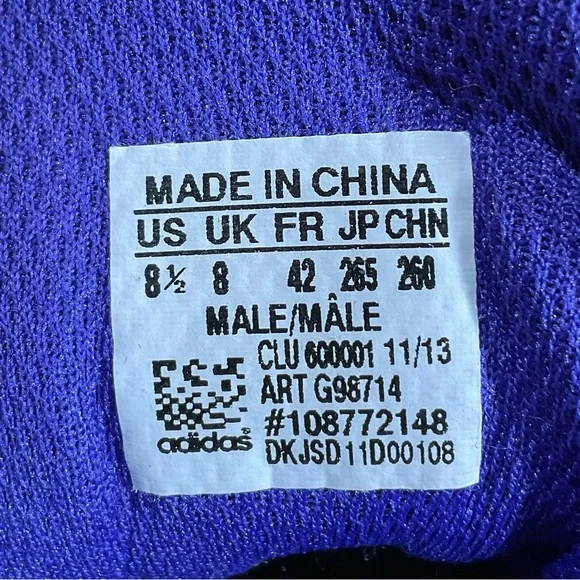 MADE IN CHINA
US UK FR JP CHN
8½ 8 42 265 260
MALE/MÂLE
CLU 600001 11/13
ART G98714
#108772148
adidas
DKJSD11D00108